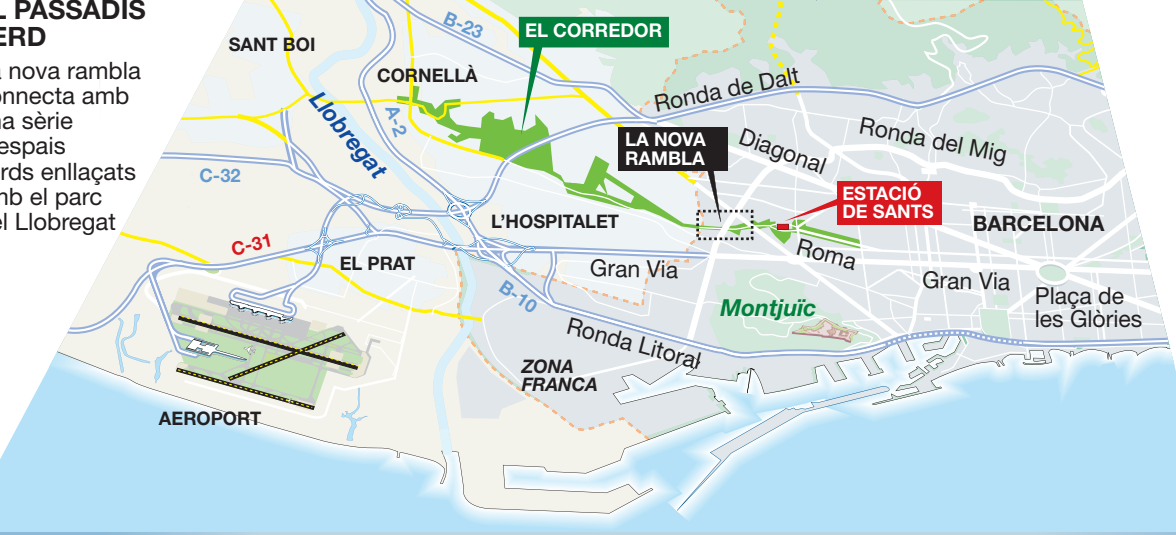 L PASSADIS
ERD
a nova rambla
onnecta amb
na sèrie
espais
rds enllaçats
mb el parc
el Llobregat
SANT BOI
B-23
EL CORREDOR
CORNELLÀ
Llobregat
A-2
Ronda de Dalt
LA NOVA
RAMBLA
Diagonal
Ronda del Mig
C-32
ESTACIÓ
DE SANTS
L'HOSPITALET
BARCELONA
C-31
EL PRAT
Gran Via
Roma
Gran Via
B-10
Montjuïc
Plaça de
les Glòries
Ronda Litoral
ZONA
FRANCA
AEROPORT